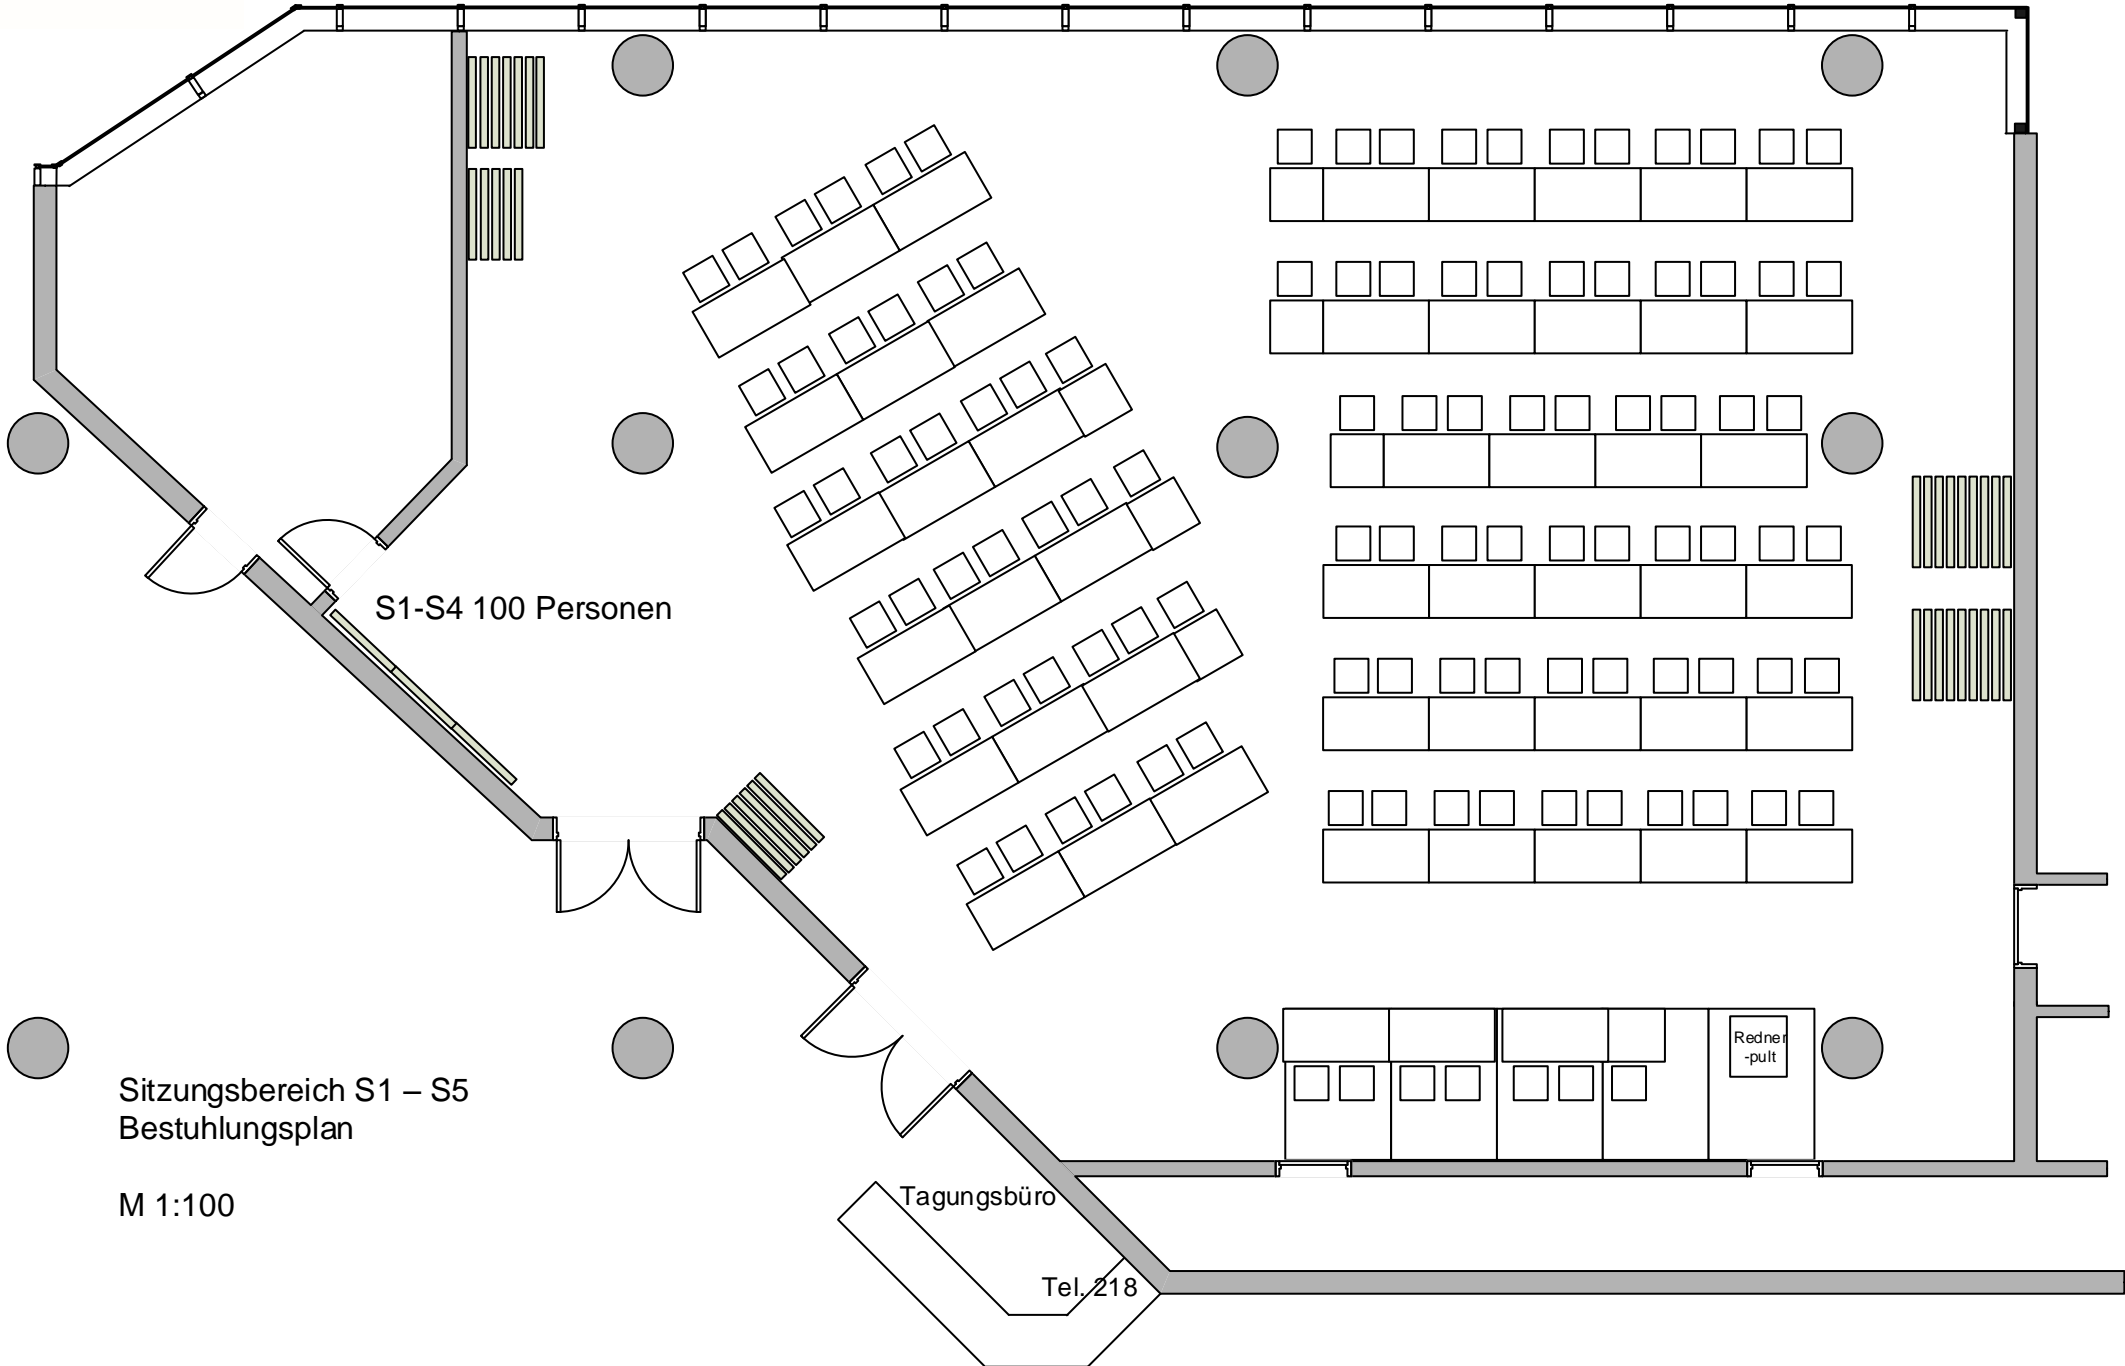 S1-S4 100 Personen
Redner
-pult
Sitzungsbereich S1 – S5
Bestuhlungsplan
M 1:100
Tagungsbüro
Tel. 218